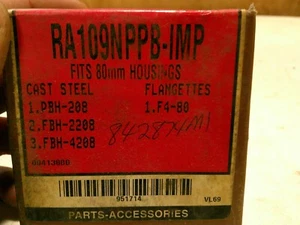 RA109NPPB-IMP
FITS 80mm HOUSINGS
CAST STEEL FLANGETTES
1.PBH-208 1.F4-80
2.FBH-2208
3.FBH-4208
951714 VL60
PARTS-ACCESSORIES